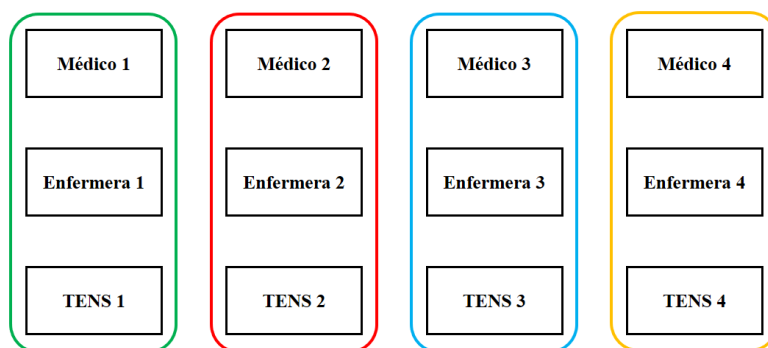 Médico 1
Médico 2
Médico 3
Médico 4
Enfermera 1
Enfermera 2
Enfermera 3
Enfermera 4
TENS 1
TENS 2
TENS 3
TENS 4